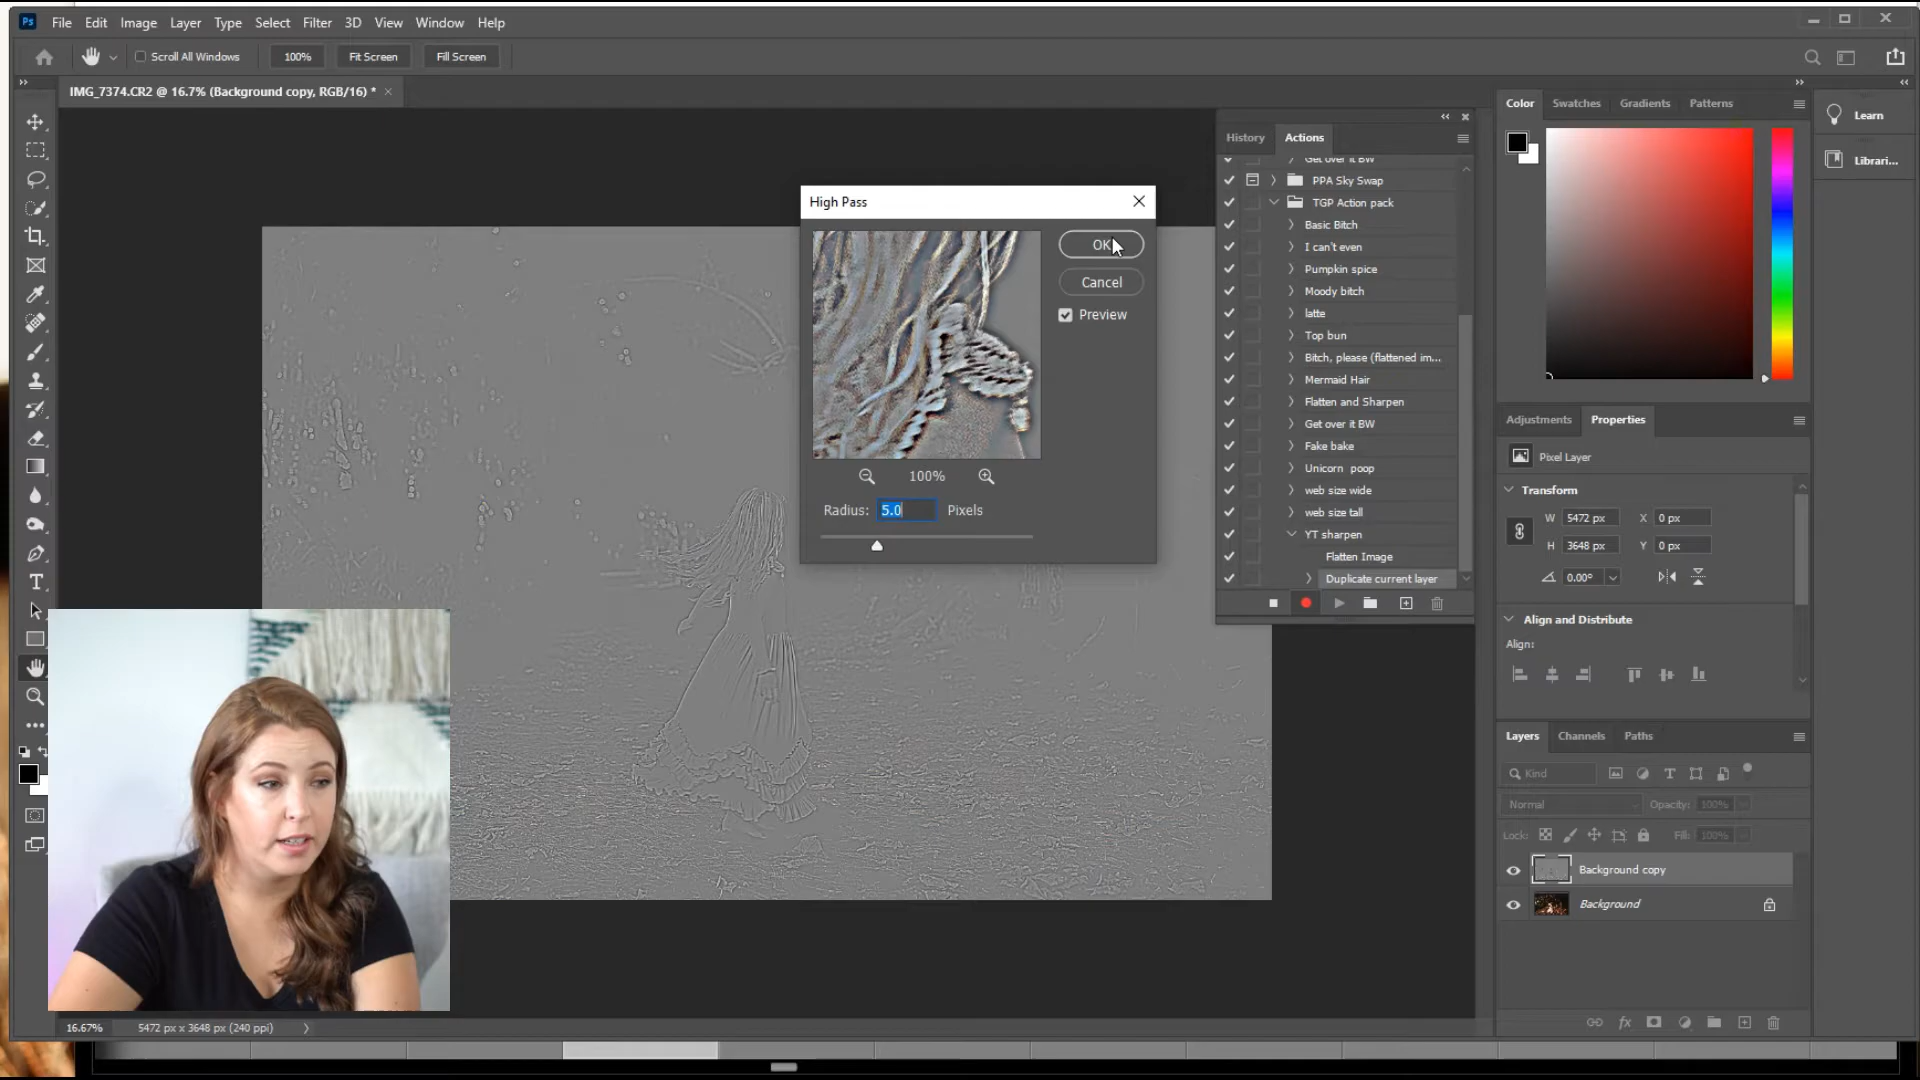 Ps File Edit Image Layer Type Select Filter 3D View Window Help
Scroll All Windows 100% Fit Screen Fill Screen
IMG_7374.CR2 @ 16.7% (Background copy, RGB/16) *
High Pass
OK
Cancel
Preview
100%
Radius: 5.0 Pixels
History Actions
Get over it BW
PPA Sky Swap
TGP Action pack
Basic Bitch
I can't even
Pumpkin spice
Moody bitch
latte
Top bun
Bitch, please (flattened im...
Mermaid Hair
Flatten and Sharpen
Get over it BW
Fake bake
Unicorn poop
web size wide
web size tall
YT sharpen
Flatten Image
Duplicate current layer
Color Swatches Gradients Patterns
Learn
Librari...
Adjustments Properties
Pixel Layer
Transform
W 5472 px X 0 px
H 3648 px Y 0 px
0.00°
Align and Distribute
Align:
Layers Channels Paths
Kind
Normal Opacity: 100%
Lock: Fill: 100%
Background copy
Background
16.67% 5472 px x 3648 px (240 ppi)